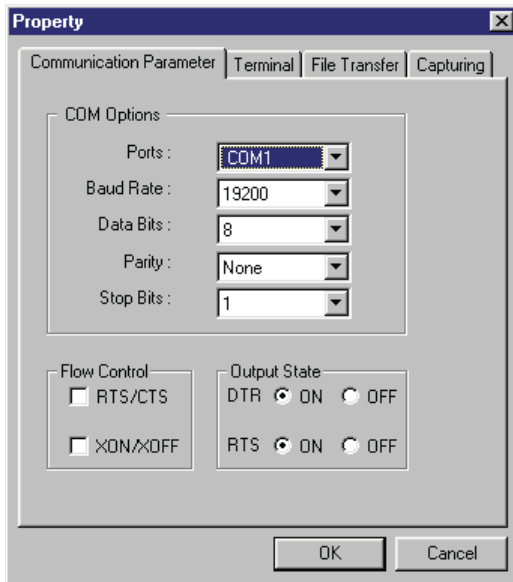 Property
Communication Parameter Terminal File Transfer Capturing
COM Options
Ports : COM1
Baud Rate : 19200
Data Bits : 8
Parity : None
Stop Bits : 1
Flow Control
RTS/CTS
XON/XOFF
Output State
DTR ON OFF
RTS ON OFF
OK Cancel